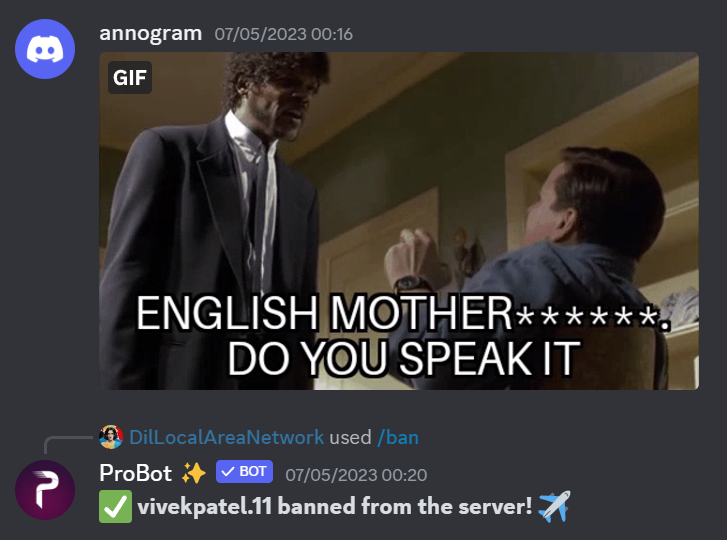 annogram 07/05/2023 00:16
GIF
ENGLISH MOTHER******.
DO YOU SPEAK IT
DilLocalAreaNetwork used /ban
ProBot ✨ ✓ BOT 07/05/2023 00:20
✅ vivekpatel.11 banned from the server! ✈️